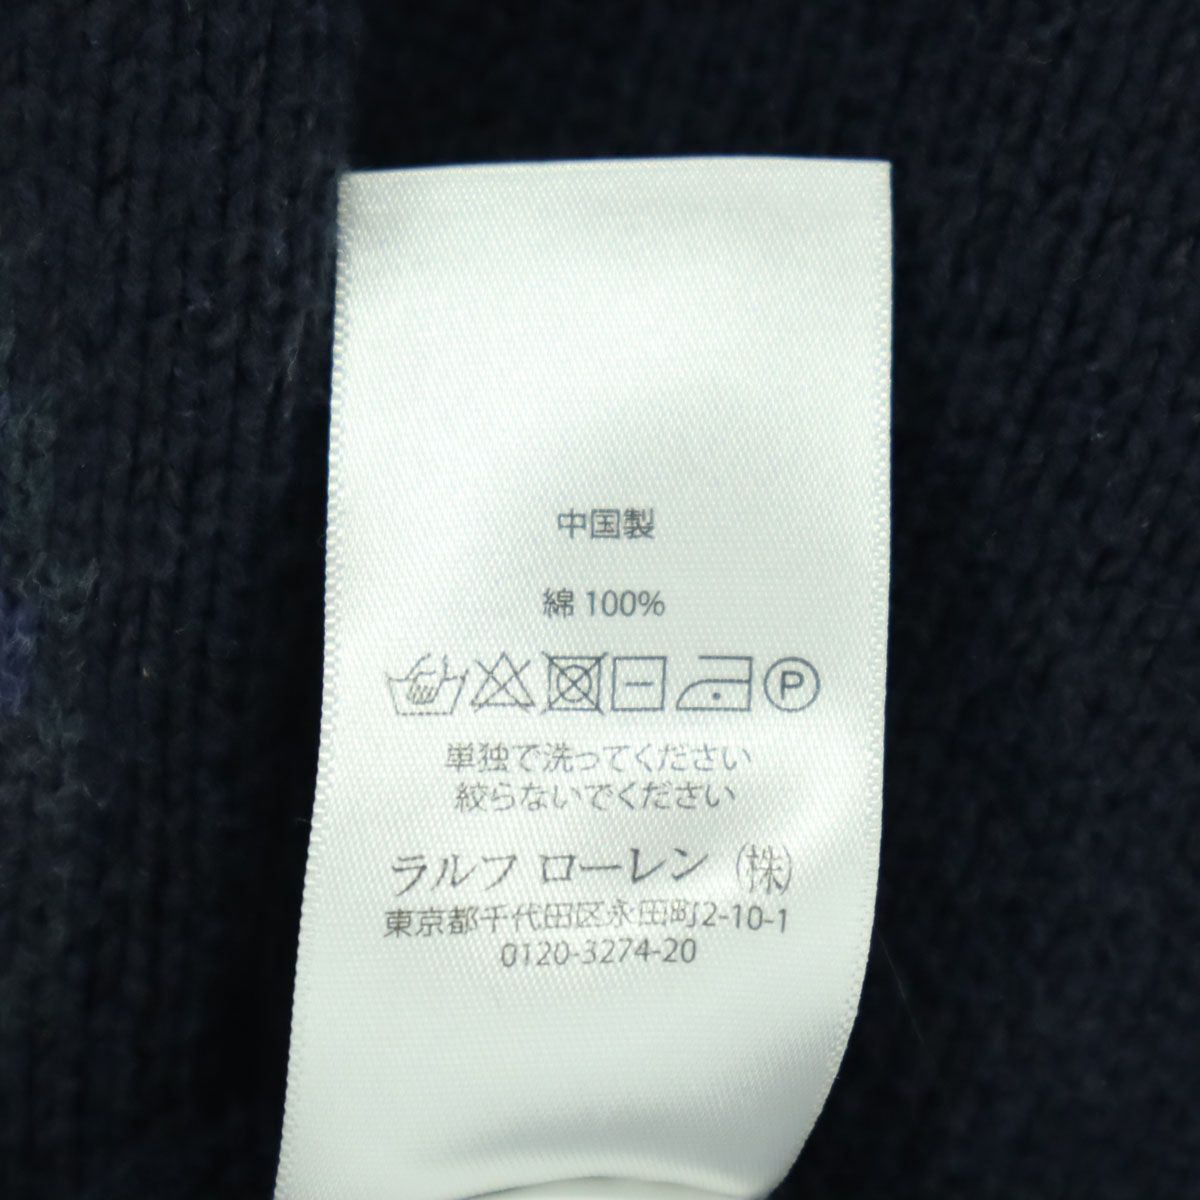 中国製
綿 100%
P
単独で洗ってください
絞らないでください
ラルフ ローレン (株)
東京都千代田区永田町2-10-1
0120-3274-20